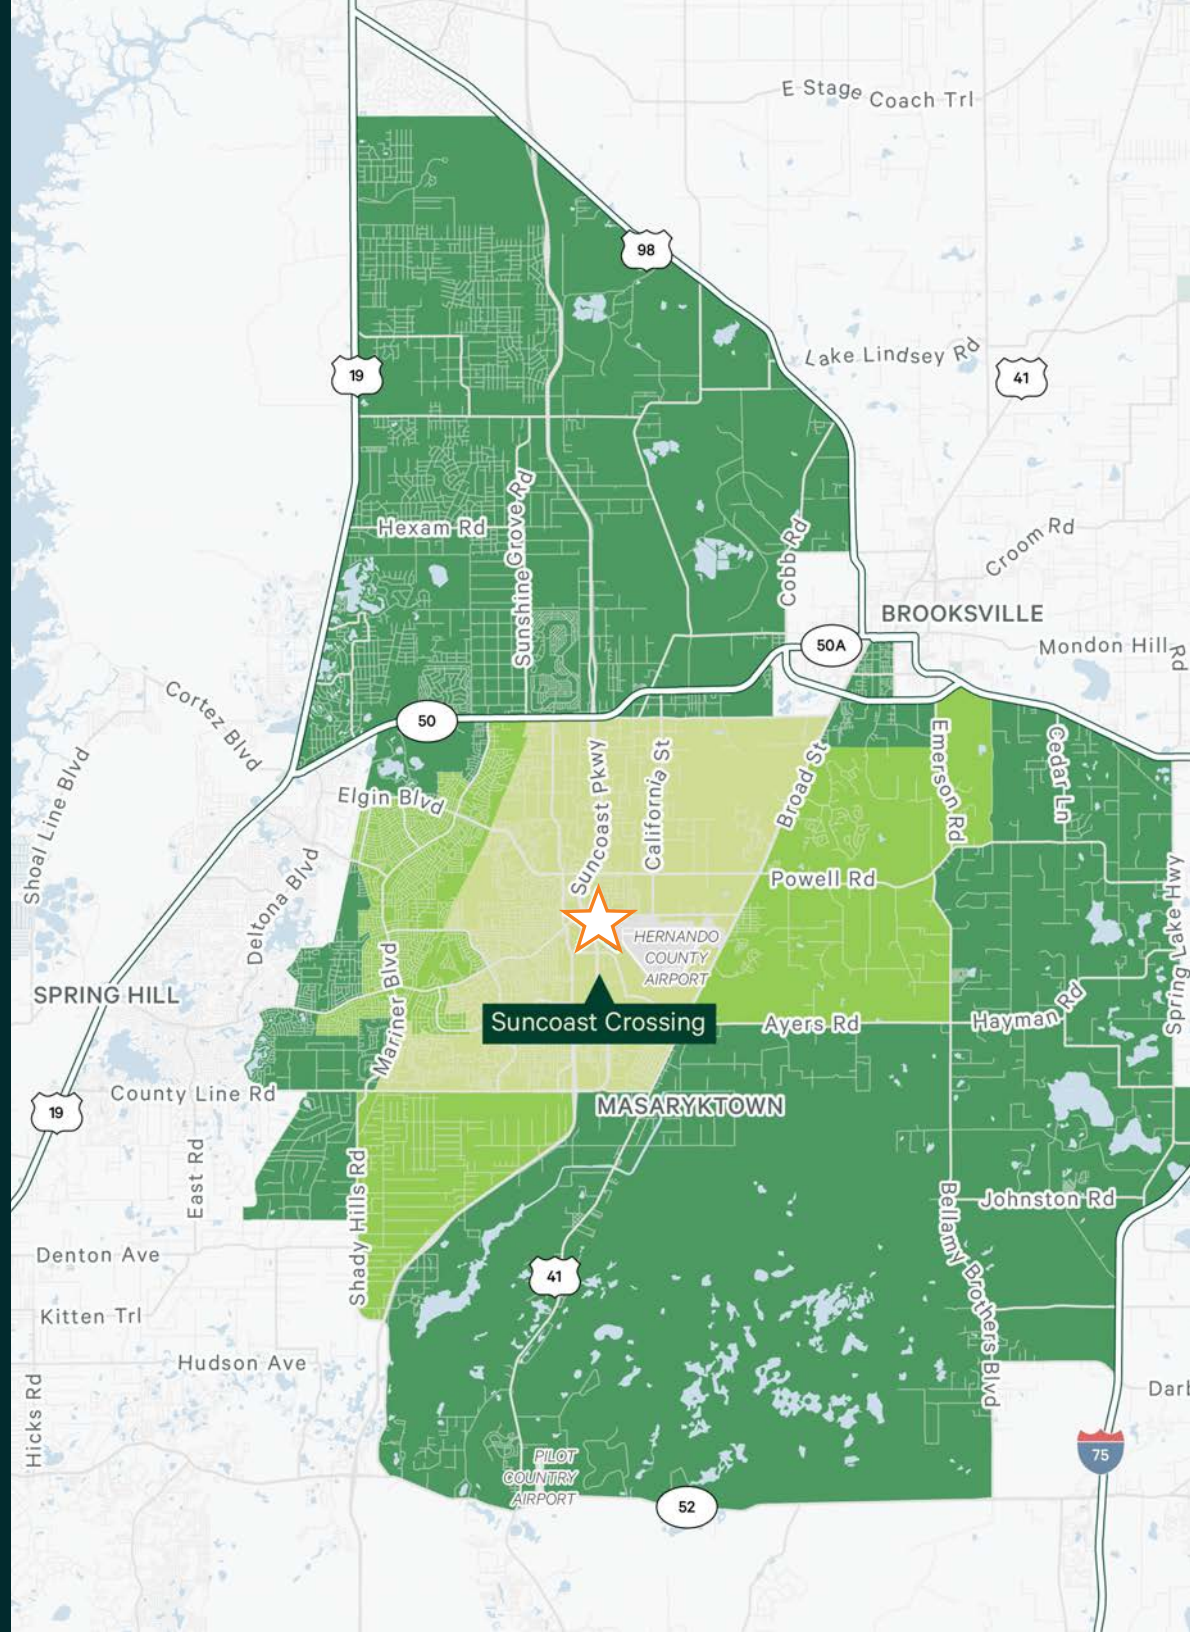 E Stage Coach Trl
98
Lake Lindsey Rd
41
19
Sunshine Grove Rd
Hexam Rd
Cobb Rd
Croom Rd
BROOKSVILLE
50A
Mondon Hill Rd
Cortez Blvd
50
Shoal Line Blvd
Elgin Blvd
Suncoast Pkwy
California St
Broad St
Emerson Rd
Cedar Ln
Deltona Blvd
Powell Rd
Spring Lake Hwy
HERNANDO
COUNTY
AIRPORT
SPRING HILL
Mariner Blvd
Suncoast Crossing
Ayers Rd
Hayman Rd
County Line Rd
19
MASARYKTOWN
East Rd
Shady Hills Rd
Johnston Rd
Bellamy Brothers Blvd
Denton Ave
41
Kitten Trl
Hudson Ave
Hicks Rd
Dark
75
PILOT
COUNTRY
AIRPORT
52